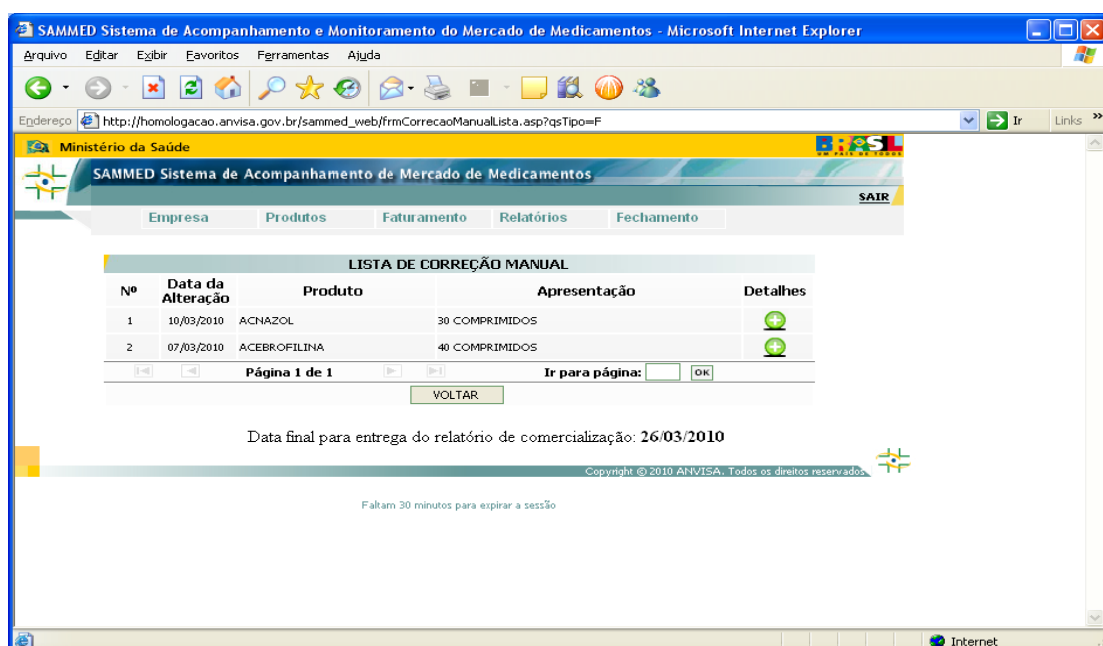 SAMMED Sistema de Acompanhamento e Monitoramento do Mercado de Medicamentos - Microsoft Internet Explorer
Arquivo Editar Exibir Favoritos Ferramentas Ajuda
Endereço http://homologacao.anvisa.gov.br/sammed_web/frmCorrecaoManualLista.asp?qsTipo=F Ir Links »
Ministério da Saúde BRASIL
UM PAÍS DE TODOS
SAMMED Sistema de Acompanhamento de Mercado de Medicamentos
SAIR
Empresa Produtos Faturamento Relatórios Fechamento
LISTA DE CORREÇÃO MANUAL
Nº Data da Alteração Produto Apresentação Detalhes
1 10/03/2010 ACNAZOL 30 COMPRIMIDOS
2 07/03/2010 ACEBROFILINA 40 COMPRIMIDOS
Página 1 de 1 Ir para página: OK
VOLTAR
Data final para entrega do relatório de comercialização: 26/03/2010
Copyright © 2010 ANVISA. Todos os direitos reservados
Faltam 30 minutos para expirar a sessão
Internet